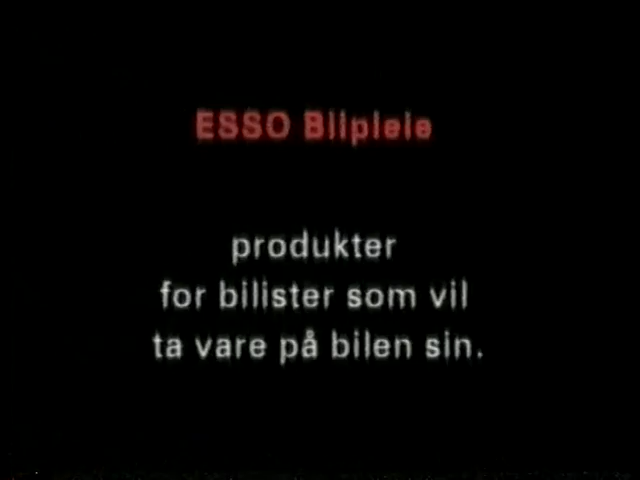 ESSO Bilpleie
produkter
for bilister som vil
ta vare på bilen sin.